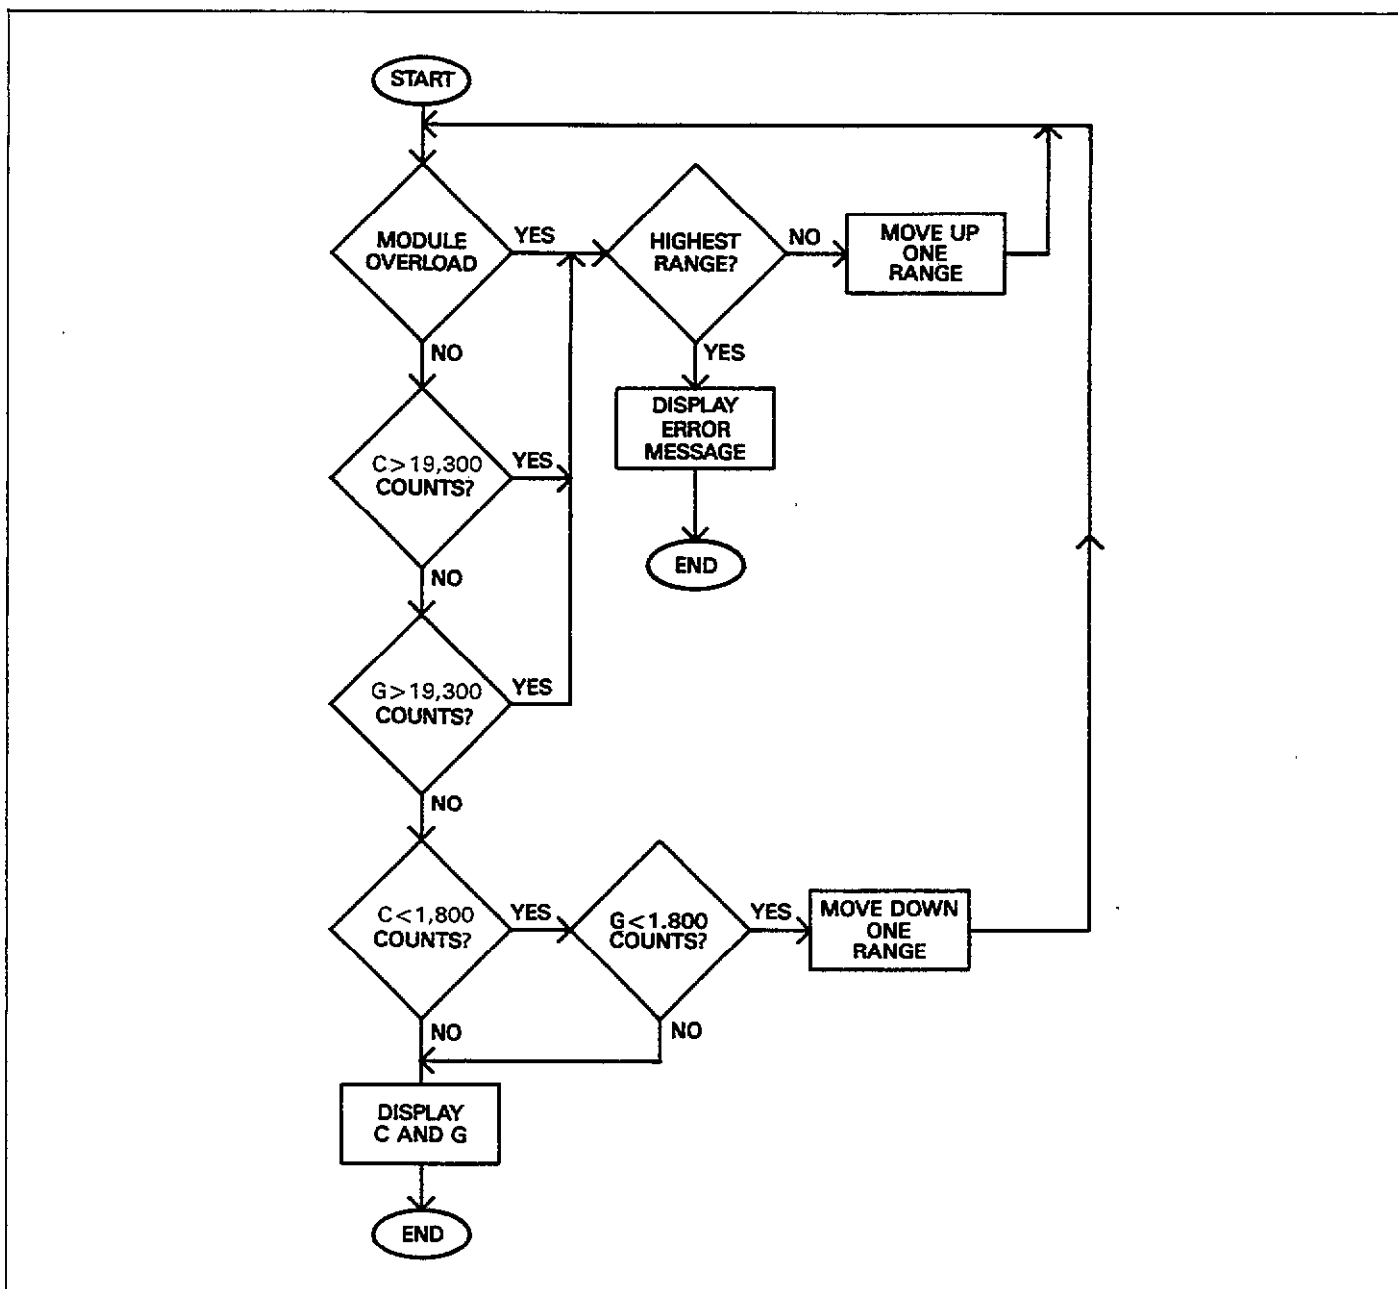 START
MODULE
OVERLOAD
YES
HIGHEST
RANGE?
NO
MOVE UP
ONE
RANGE
NO
YES
DISPLAY
ERROR
MESSAGE
END
C>19,300
COUNTS?
YES
NO
G>19,300
COUNTS?
YES
NO
C<1,800
COUNTS?
YES
G<1.800
COUNTS?
YES
MOVE DOWN
ONE
RANGE
NO
NO
DISPLAY
C AND G
END